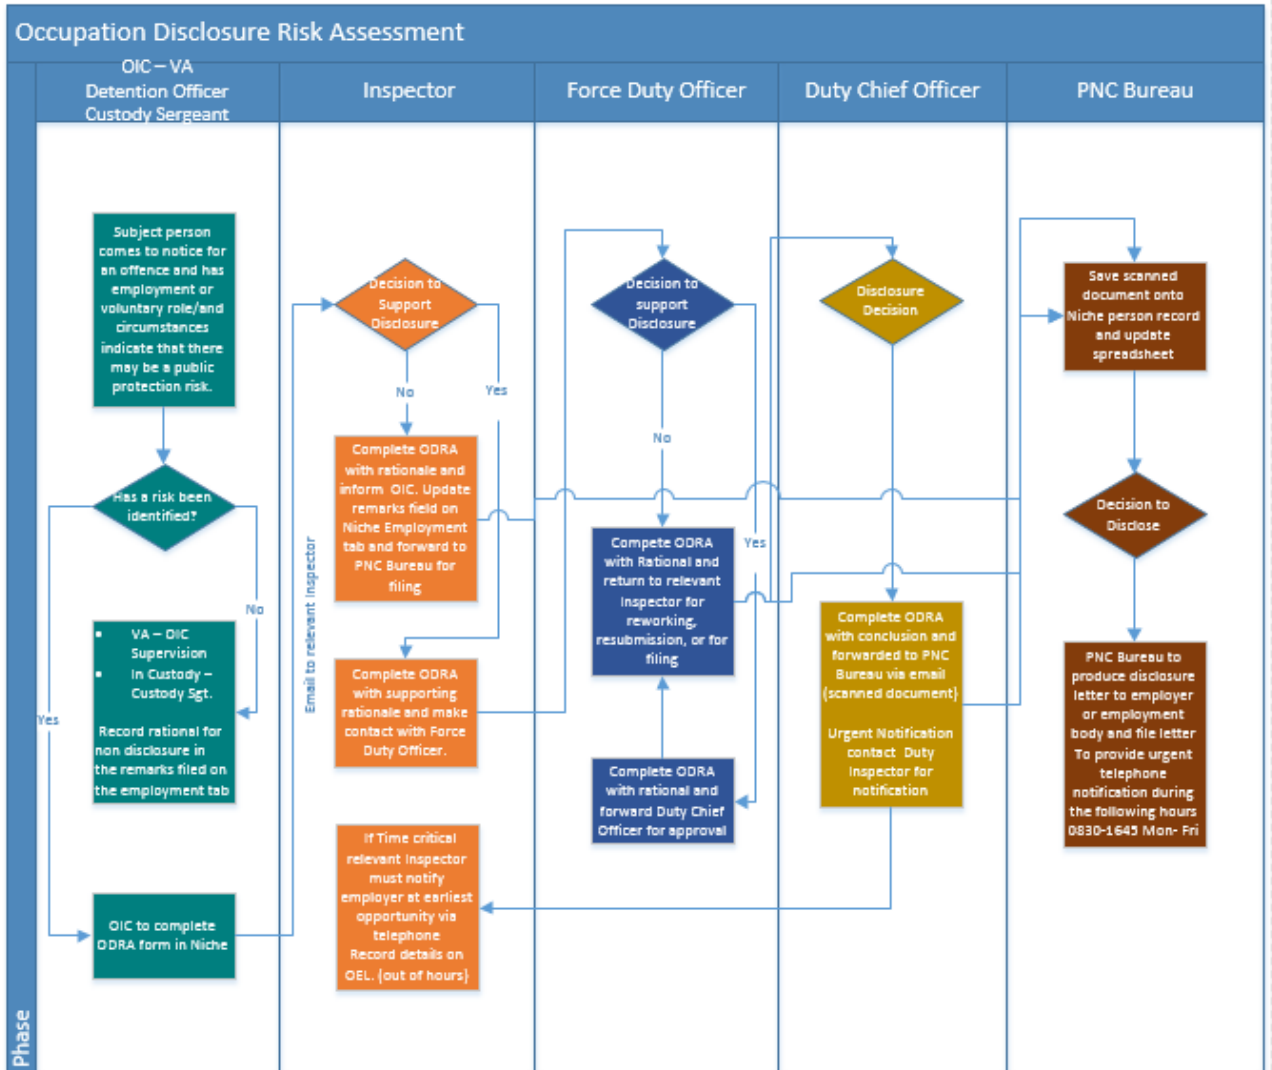 Occupation Disclosure Risk Assessment
OIC – VA
Detention Officer
Custody Sergeant
Inspector
Force Duty Officer
Duty Chief Officer
PNC Bureau
Subject person
comes to notice for
an offence and has
employment or
voluntary role/and
circumstances
indicate that there
may be a public
protection risk.
Has a risk been
identified?
No
Yes
• VA – OIC
Supervision
• In Custody –
Custody Sgt.
Record rational for
non disclosure in
the remarks filed on
the employment tab
OIC to complete
ODRA form in Niche
Email to relevant Inspector
Decision to
Support
Disclosure
No
Yes
Complete ODRA
with rationale and
inform OIC. Update
remarks field on
Niche Employment
tab and forward to
PNC Bureau for
filing
Complete ODRA
with supporting
rationale and make
contact with Force
Duty Officer.
If Time critical
relevant Inspector
must notify
employer at earliest
opportunity via
telephone
Record details on
OEL. (out of hours)
Decision to
support
Disclosure
No
Yes
Compete ODRA
with Rational and
return to relevant
Inspector for
reworking,
resubmission, or for
filing
Complete ODRA
with rational and
forward Duty Chief
Officer for approval
Disclosure
Decision
Complete ODRA
with conclusion and
forwarded to PNC
Bureau via email
(scanned document)
Urgent Notification
contact Duty
Inspector for
notification
Save scanned
document onto
Niche person record
and update
spreadsheet
Decision to
Disclose
PNC Bureau to
produce disclosure
letter to employer
or employment
body and file letter
To provide urgent
telephone
notification during
the following hours
0830-1645 Mon- Fri
Phase